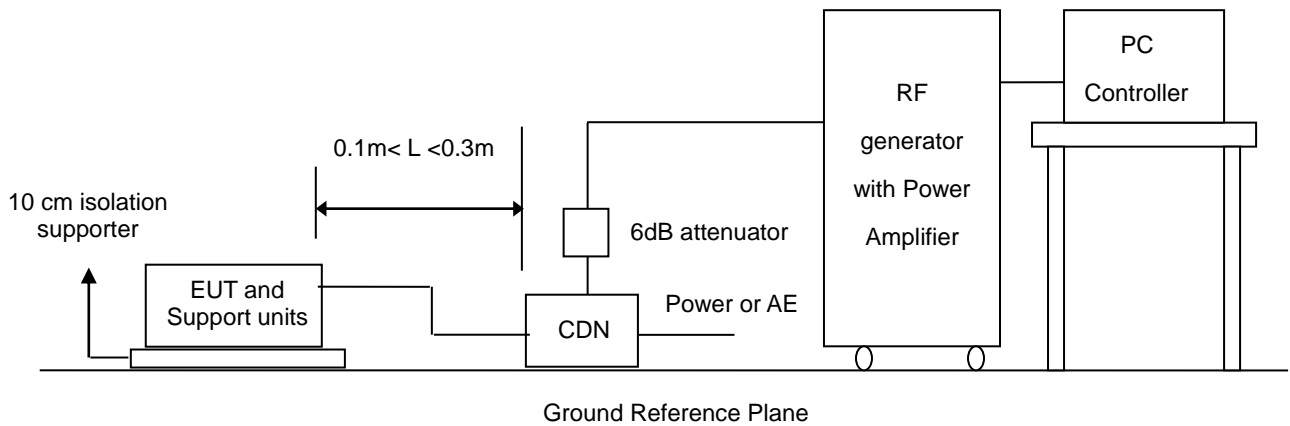 PC
Controller
RF
generator
with Power
Amplifier
0.1m< L <0.3m
10 cm isolation
supporter
6dB attenuator
EUT and
Support units
Power or AE
CDN
Ground Reference Plane